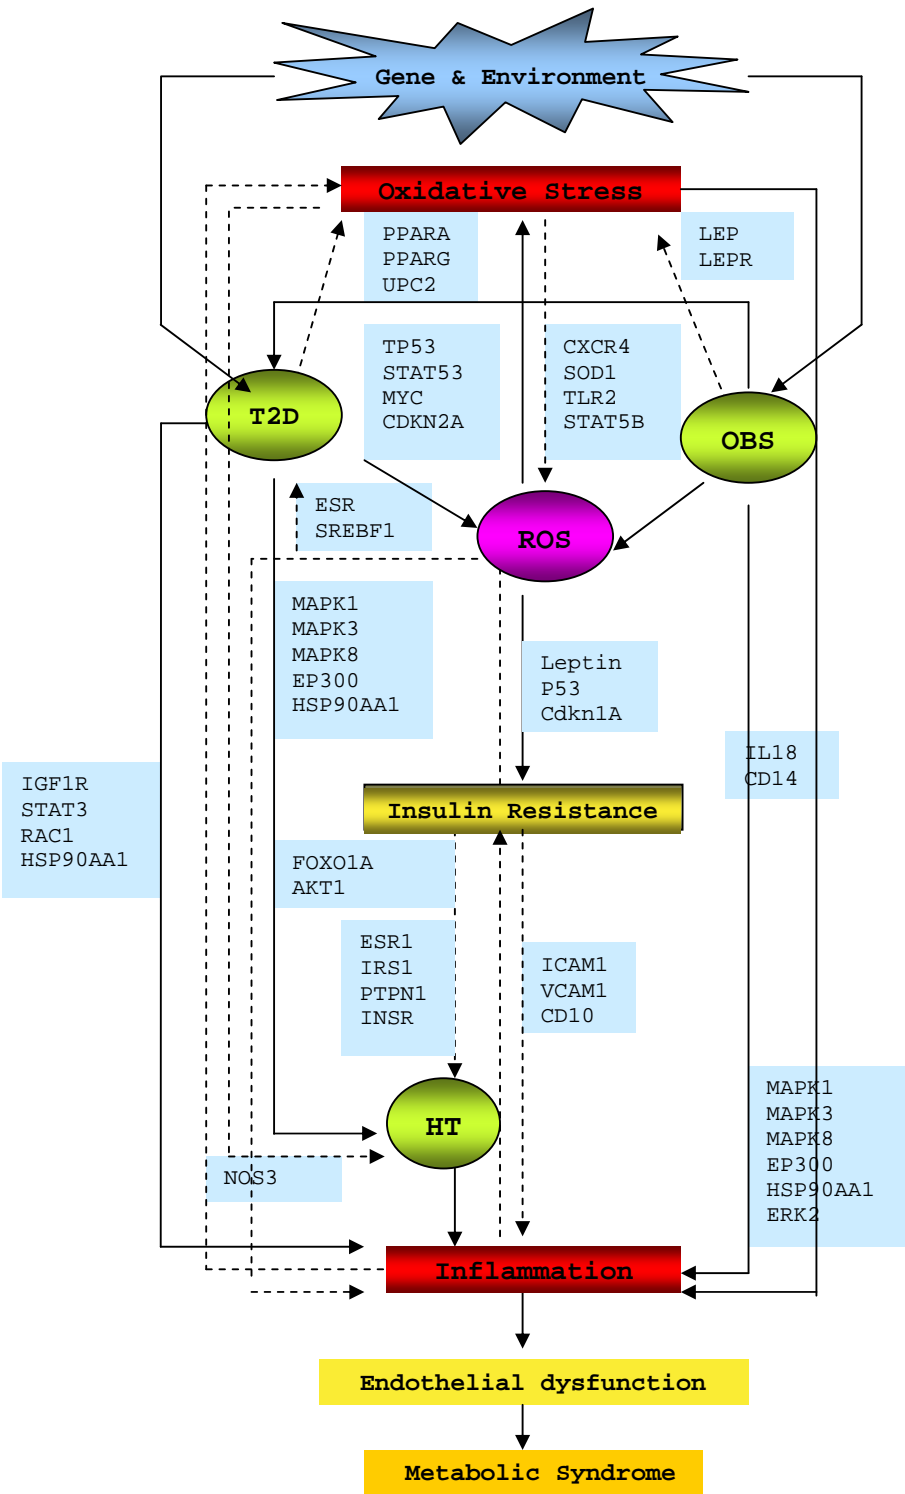 Gene & Environment
Oxidative Stress
PPARA
PPARG
UPC2
LEP
LEPR
TP53
STAT53
MYC
CDKN2A
CXCR4
SOD1
TLR2
STAT5B
T2D
OBS
ESR
SREBF1
ROS
MAPK1
MAPK3
MAPK8
EP300
HSP90AA1
Leptin
P53
Cdkn1A
IL18
CD14
IGF1R
STAT3
RAC1
HSP90AA1
Insulin Resistance
FOXO1A
AKT1
ESR1
IRS1
PTPN1
INSR
ICAM1
VCAM1
CD10
MAPK1
MAPK3
MAPK8
EP300
HSP90AA1
ERK2
HT
NOS3
Inflammation
Endothelial dysfunction
Metabolic Syndrome